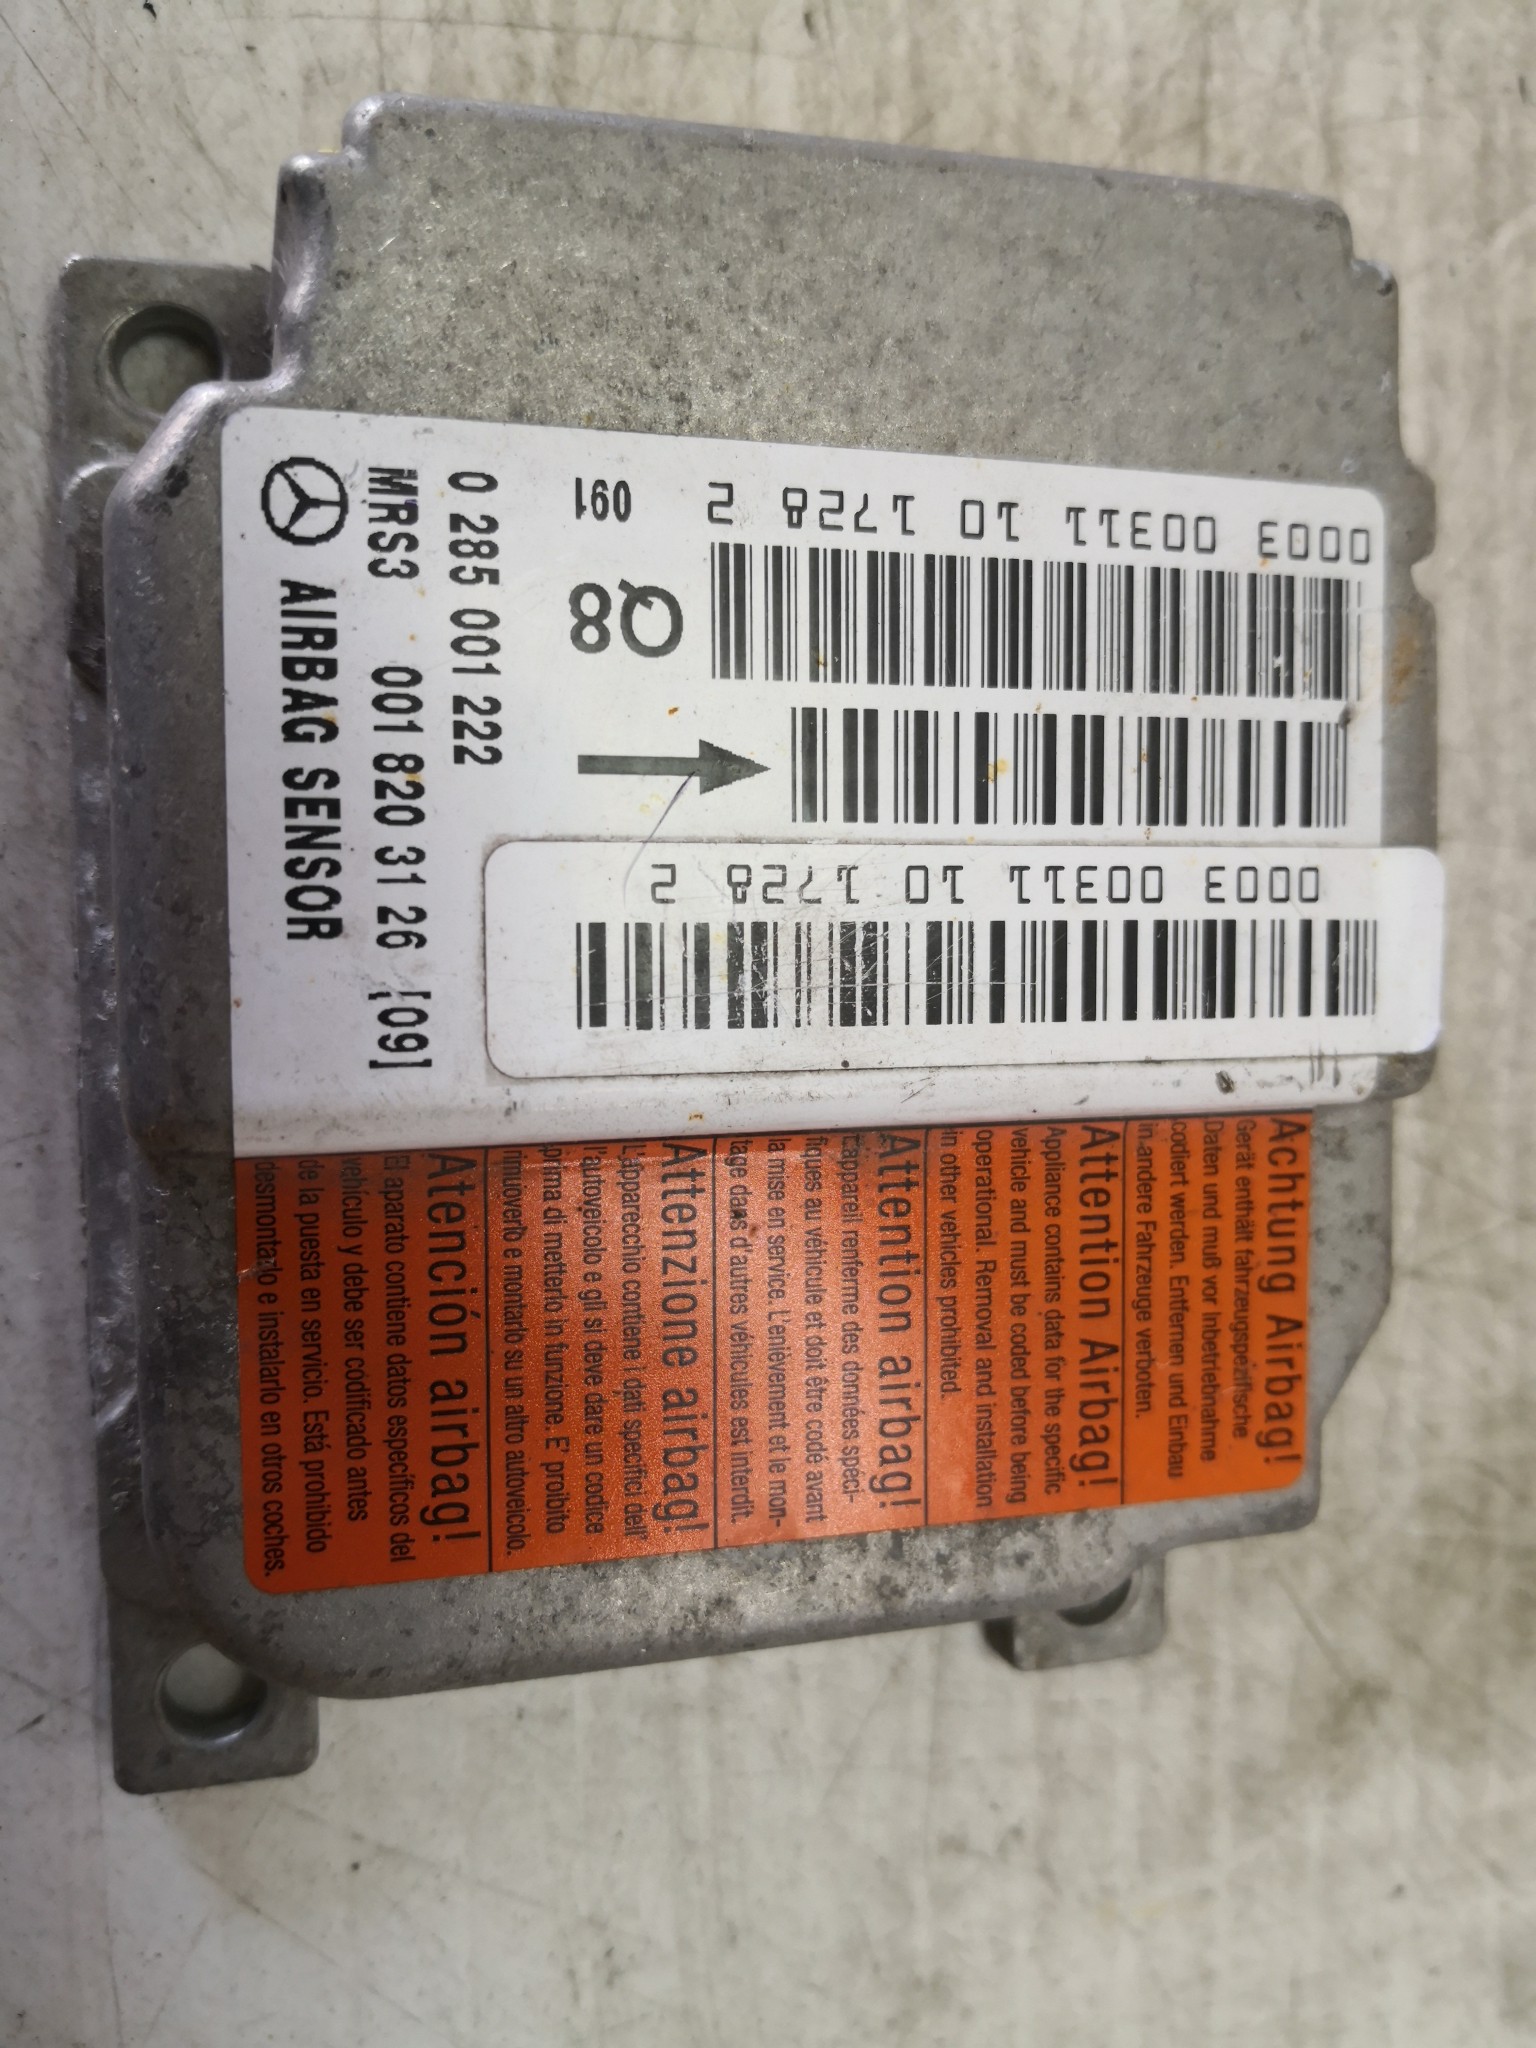 AIRBAG SENSOR
MRS3 001 820 31 26 [09]
0 285 001 222
091
Q8
0003 00311 10 1728 2
0003 00311 10 1728 2
Achtung Airbag!
Gerät enthält fahrzeugspezifische
Daten und muß vor Inbetriebnahme
codiert werden. Entfernen und Einbau
in andere Fahrzeuge verboten.
Attention Airbag!
Appliance contains data for the specific
vehicle and must be coded before being
operational. Removal and installation
in other vehicles prohibited.
Attention airbag!
L'appareil renferme des données spéci-
fiques au véhicule et doit être codé avant
la mise en service. L'enlèvement et le mon-
tage dans d'autres véhicules est interdit.
Attenzione airbag!
L'apparecchio contiene i dati specifici dell'
l'autoveicolo e gli si deve dare un codice
prima di metterlo in funzione. E' proibito
rimuoverlo e montarlo su un altro autoveicolo.
Atención airbag!
El aparato contiene datos específicos del
vehículo y debe ser codificado antes
de la puesta en servicio. Está prohibido
desmontarlo e instalarlo en otros coches.